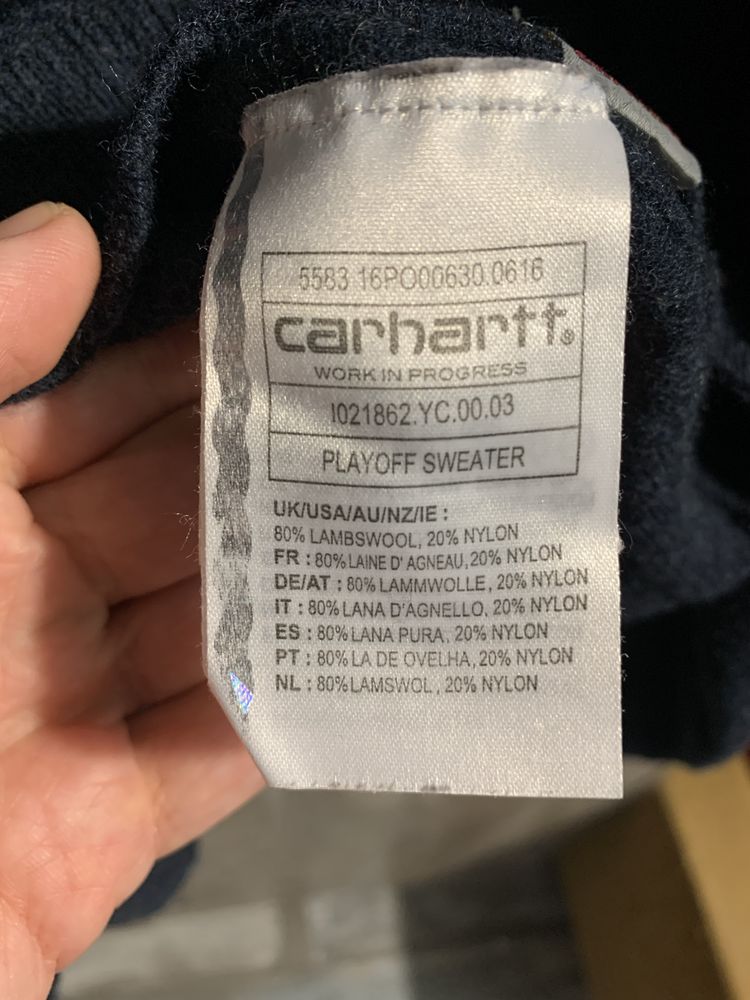 5583 16PO00630.0616
carhartt®
WORK IN PROGRESS
I021862.YC.00.03
PLAYOFF SWEATER
UK/USA/AU/NZ/IE :
80% LAMBSWOOL, 20% NYLON
FR : 80% LAINE D' AGNEAU, 20% NYLON
DE/AT : 80% LAMMWOLLE, 20% NYLON
IT : 80% LANA D'AGNELLO, 20% NYLON
ES : 80% LANA PURA, 20% NYLON
PT : 80% LA DE OVELHA, 20% NYLON
NL : 80% LAMSWOL , 20% NYLON